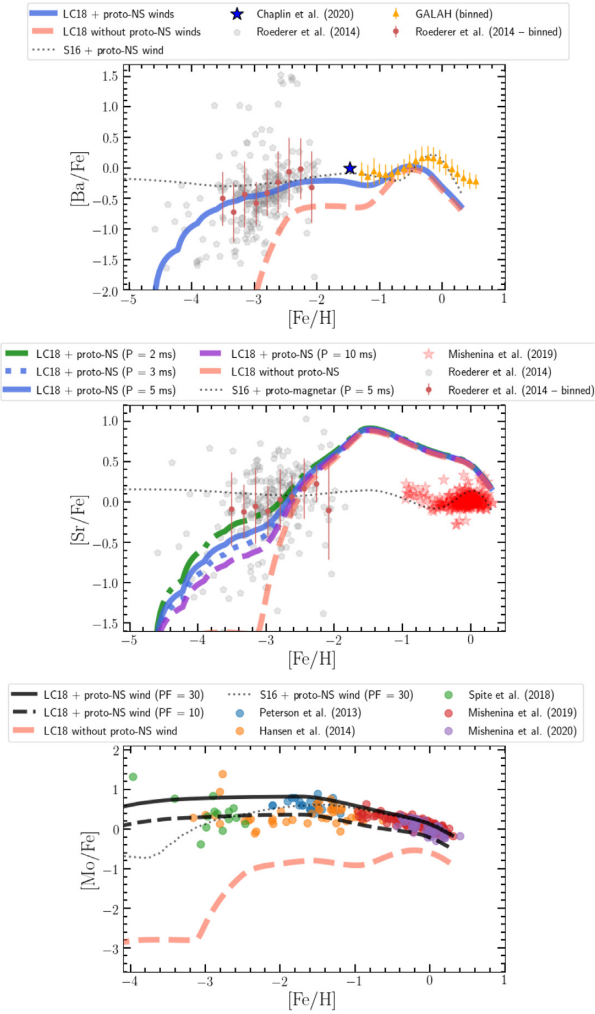 LC18 + proto-NS winds Chaplin et al. (2020) GALAH (binned)
LC18 without proto-NS winds Roederer et al. (2014) Roederer et al. (2014 – binned)
S16 + proto-NS wind
1.5
1.0
0.5
0.0
−0.5
−1.0
−1.5
−2.0
[Ba/Fe]
−5 −4 −3 −2 −1 0 1
[Fe/H]
LC18 + proto-NS (P = 2 ms) LC18 + proto-NS (P = 10 ms) Mishenina et al. (2019)
LC18 + proto-NS (P = 3 ms) LC18 without proto-NS Roederer et al. (2014)
LC18 + proto-NS (P = 5 ms) S16 + proto-magnetar (P = 5 ms) Roederer et al. (2014 – binned)
1.0
0.5
0.0
−0.5
−1.0
−1.5
[Sr/Fe]
−5 −4 −3 −2 −1 0
[Fe/H]
LC18 + proto-NS wind (PF = 30) S16 + proto-NS wind (PF = 30) Spite et al. (2018)
LC18 + proto-NS wind (PF = 10) Peterson et al. (2013) Mishenina et al. (2019)
LC18 without proto-NS wind Hansen et al. (2014) Mishenina et al. (2020)
2
1
0
−1
−2
−3
[Mo/Fe]
−4 −3 −2 −1 0 1
[Fe/H]